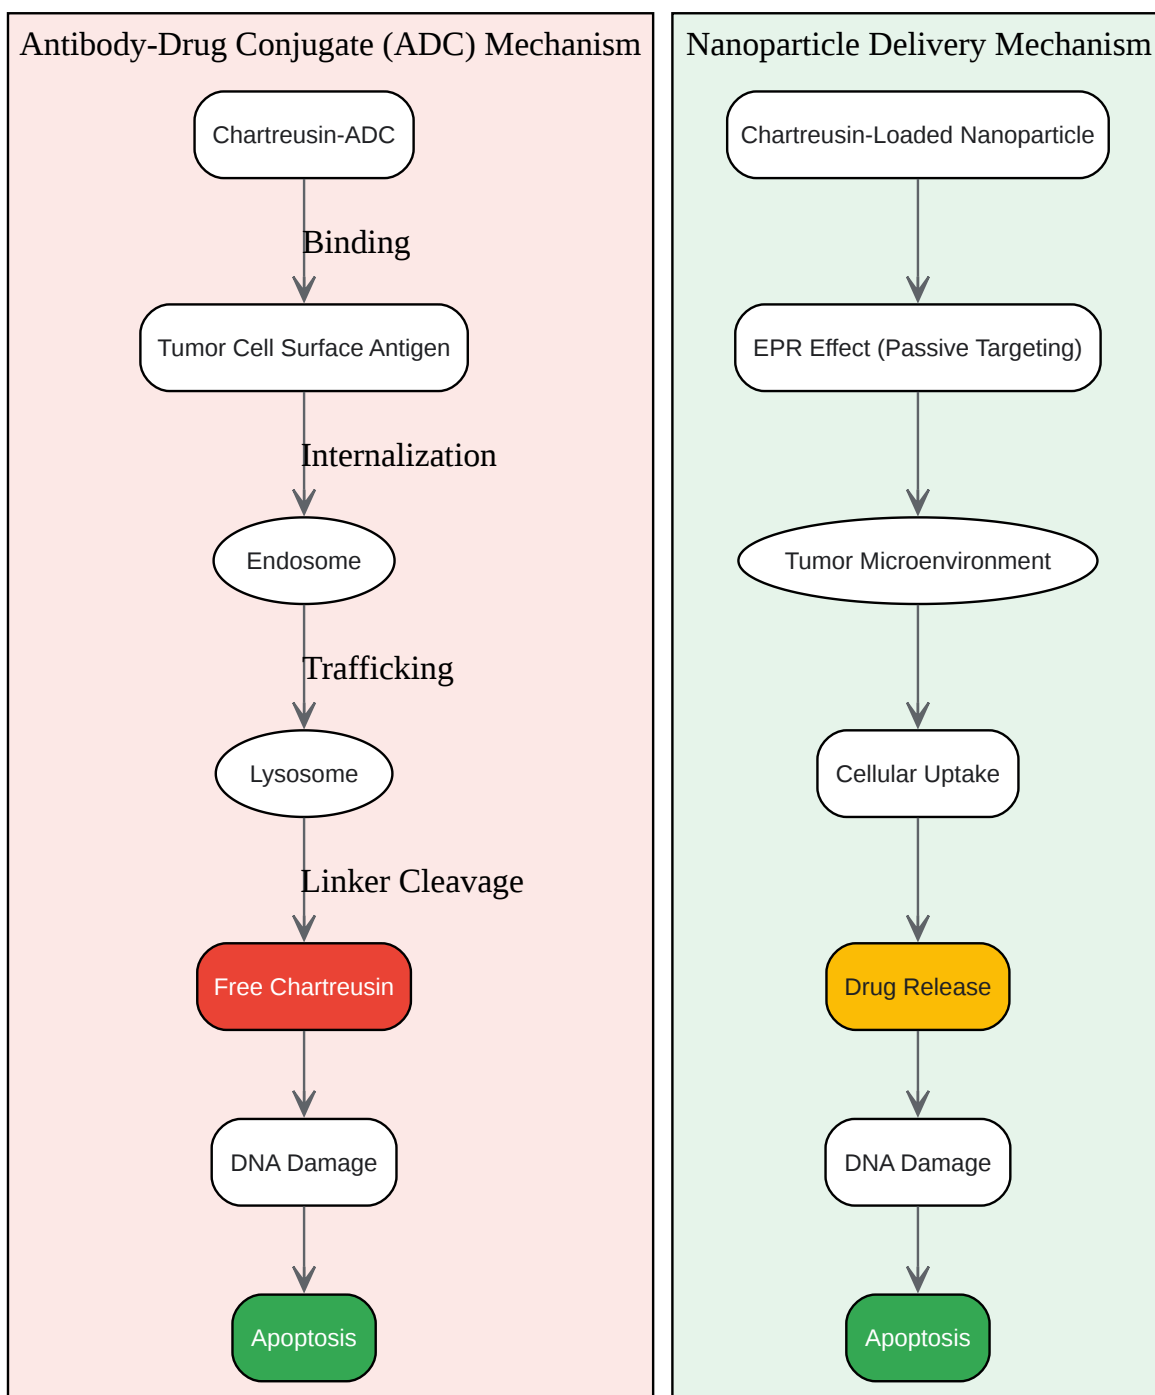 Antibody-Drug Conjugate (ADC) Mechanism
Chartreusin-ADC
Binding
Tumor Cell Surface Antigen
Internalization
Endosome
Trafficking
Lysosome
Linker Cleavage
Free Chartreusin
DNA Damage
Apoptosis
Nanoparticle Delivery Mechanism
Chartreusin-Loaded Nanoparticle
EPR Effect (Passive Targeting)
Tumor Microenvironment
Cellular Uptake
Drug Release
DNA Damage
Apoptosis